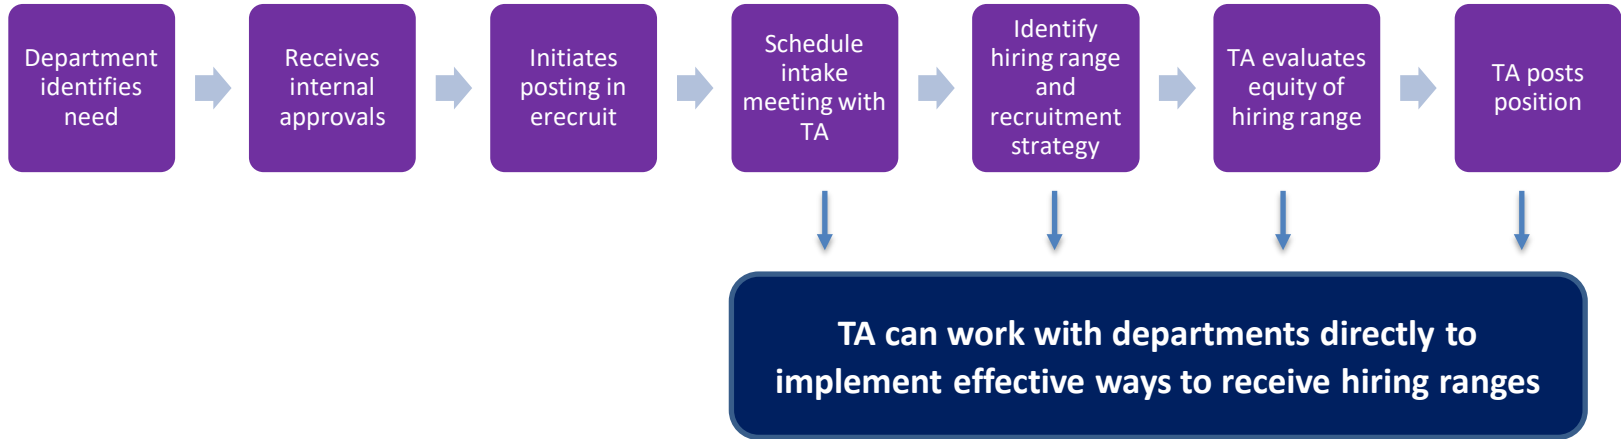 Department
identifies
need
Receives
internal
approvals
Initiates
posting in
erecruit
Schedule
intake
meeting with
TA
Identify
hiring range
and
recruitment
strategy
TA evaluates
equity of
hiring range
TA posts
position
TA can work with departments directly to
implement effective ways to receive hiring ranges